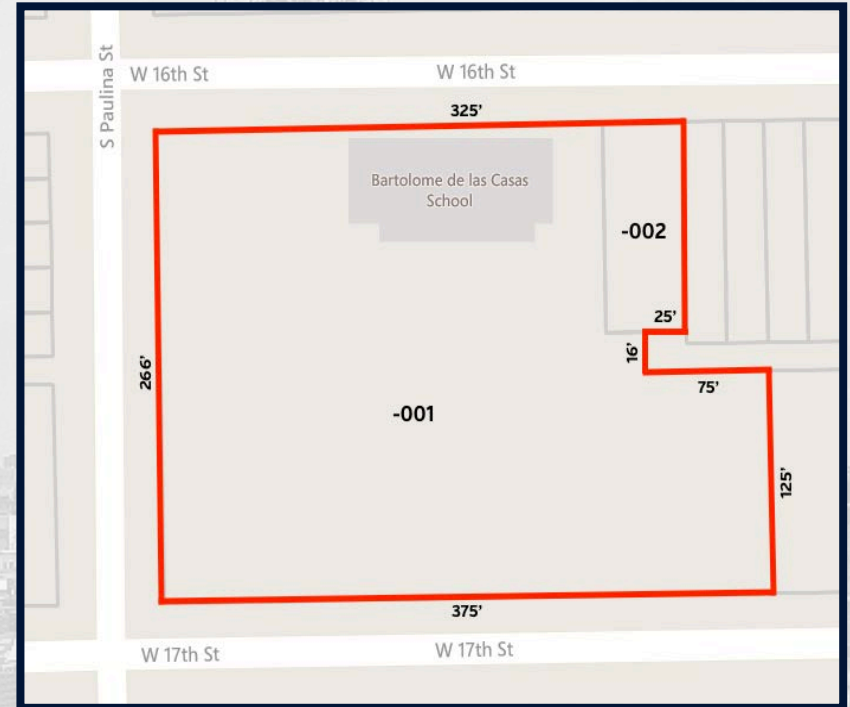 S Paulina St
W 16th St
W 16th St
325'
Bartolome de las Casas
School
-002
25'
16'
266'
75'
-001
125'
375'
W 17th St
W 17th St